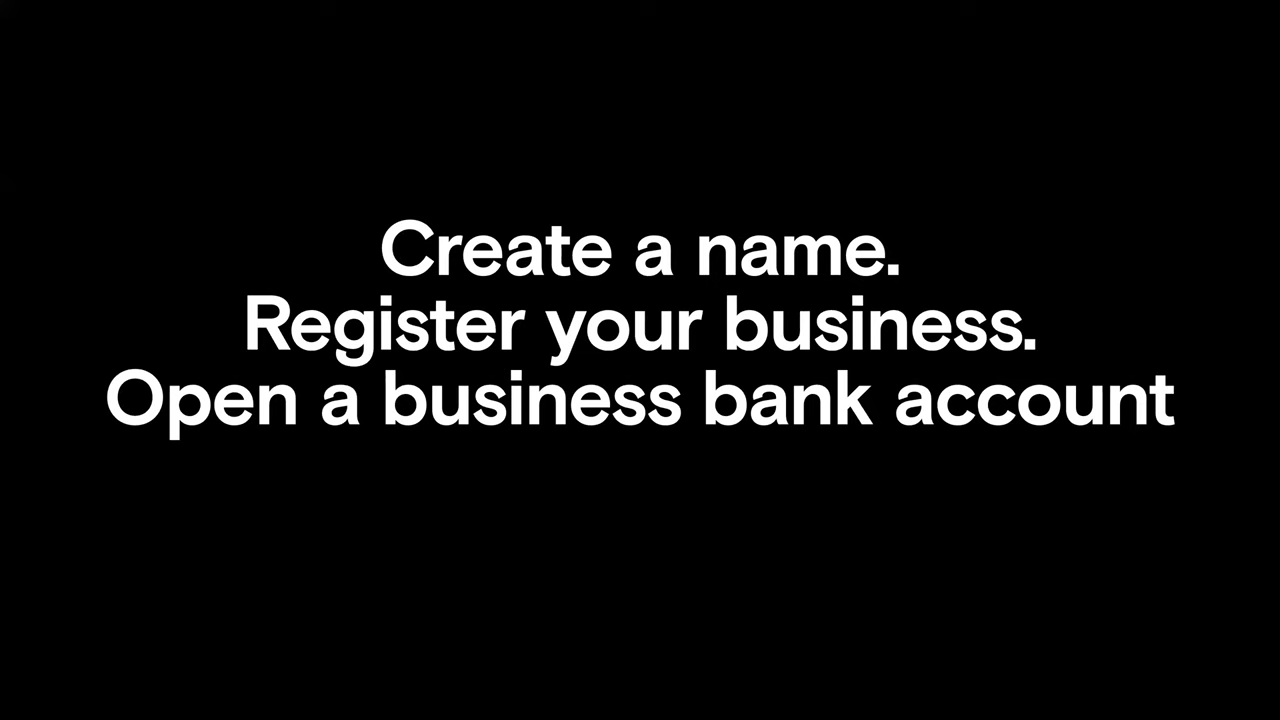 Create a name.
Register your business.
Open a business bank account